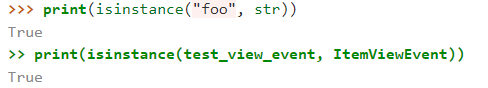 >>> print(isinstance("foo", str))
True
>> print(isinstance(test_view_event, ItemViewEvent))
True